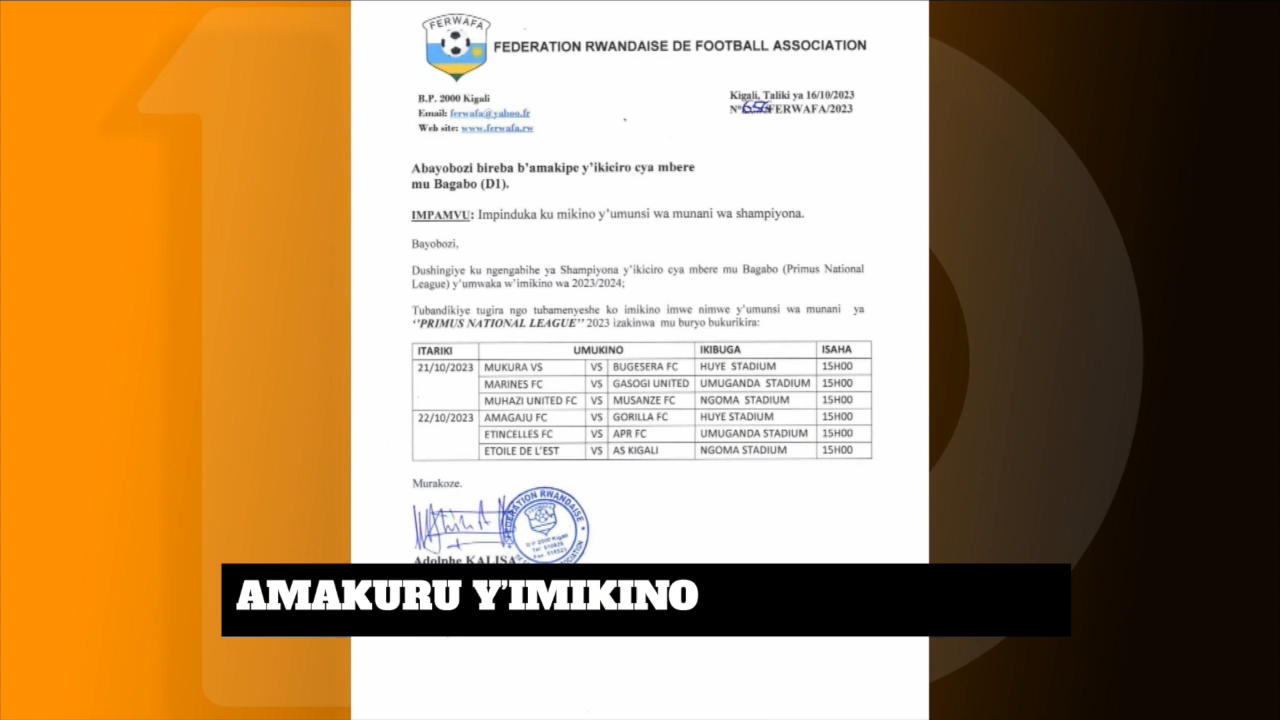 FERWAFA
FEDERATION RWANDAISE DE FOOTBALL ASSOCIATION
B.P. 2000 Kigali
Email: ferwafa@yahoo.fr
Web site: www.ferwafa.rw
Kigali, Taliki ya 16/10/2023
N° 656/FERWAFA/2023
Abayobozi bireba b'amakipe y'ikiciro cya mbere
mu Bagabo (D1).
IMPAMVU: Impinduka ku mikino y'umunsi wa munani wa shampiyona.
Bayobozi,
Dushingiye ku ngengabihe ya Shampiyona y'ikiciro cya mbere mu Bagabo (Primus National
League) y'umwaka w'imikino wa 2023/2024;
Tubandikiye tugira ngo tubamenyeshe ko imikino imwe nimwe y'umunsi wa munani ya
''PRIMUS NATIONAL LEAGUE'' 2023 izakinwa mu buryo bukurikira:
ITARIKI UMUKINO IKIBUGA ISAHA
21/10/2023 MUKURA VS VS BUGESERA FC HUYE STADIUM 15H00
MARINES FC VS GASOGI UNITED UMUGANDA STADIUM 15H00
MUHAZI UNITED FC VS MUSANZE FC NGOMA STADIUM 15H00
22/10/2023 AMAGAJU FC VS GORILLA FC HUYE STADIUM 15H00
ETINCELLES FC VS APR FC UMUGANDA STADIUM 15H00
ETOILE DE L'EST VS AS KIGALI NGOMA STADIUM 15H00
Murakoze.
FEDERATION RWANDAISE
B.P 2000 Kigali
Adolphe KALISA
AMAKURU Y'IMIKINO